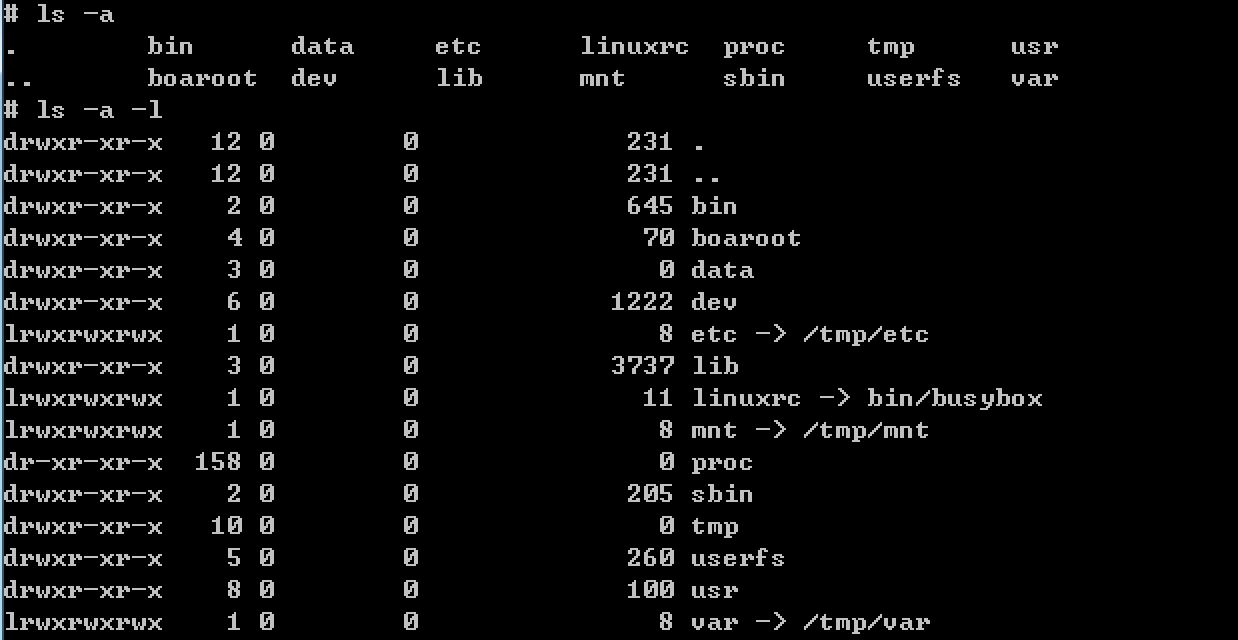 # ls -a
.        bin      data     etc      linuxrc  proc     tmp      usr
..       boaroot  dev      lib      mnt      sbin     userfs   var
# ls -a -l
drwxr-xr-x   12 0        0             231 .
drwxr-xr-x   12 0        0             231 ..
drwxr-xr-x    2 0        0             645 bin
drwxr-xr-x    4 0        0              70 boaroot
drwxr-xr-x    3 0        0               0 data
drwxr-xr-x    6 0        0            1222 dev
lrwxrwxrwx    1 0        0               8 etc -> /tmp/etc
drwxr-xr-x    3 0        0            3737 lib
lrwxrwxrwx    1 0        0              11 linuxrc -> bin/busybox
lrwxrwxrwx    1 0        0               8 mnt -> /tmp/mnt
dr-xr-xr-x  158 0        0               0 proc
drwxr-xr-x    2 0        0             205 sbin
drwxr-xr-x   10 0        0               0 tmp
drwxr-xr-x    5 0        0             260 userfs
drwxr-xr-x    8 0        0             100 usr
lrwxrwxrwx    1 0        0               8 var -> /tmp/var